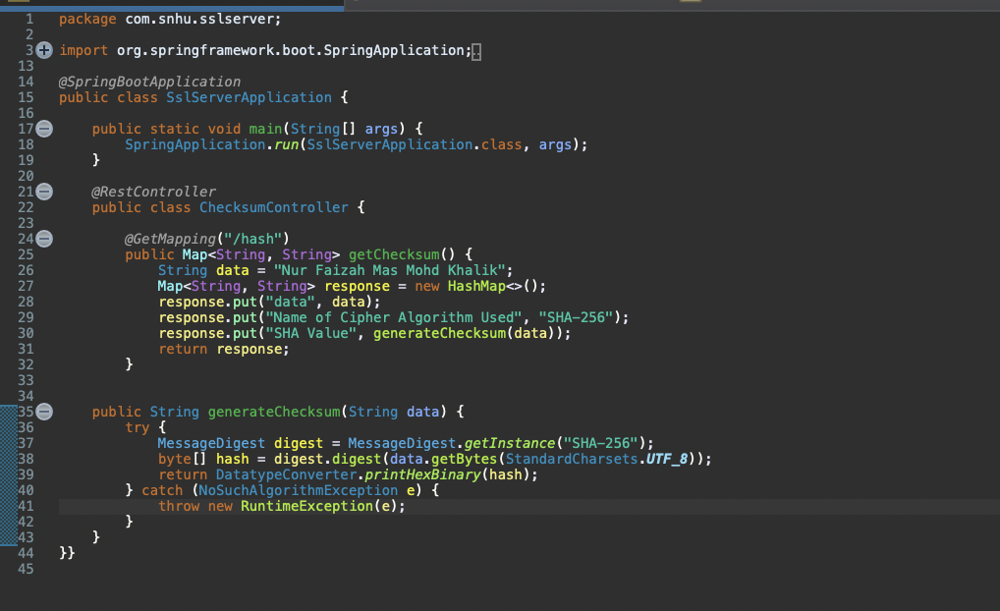 1 package com.snhu.sslserver;
2
3 import org.springframework.boot.SpringApplication;
13
14 @SpringBootApplication
15 public class SslServerApplication {
16
17 public static void main(String[] args) {
18 SpringApplication.run(SslServerApplication.class, args);
19 }
20
21 @RestController
22 public class ChecksumController {
23
24 @GetMapping("/hash")
25 public Map<String, String> getChecksum() {
26 String data = "Nur Faizah Mas Mohd Khalik";
27 Map<String, String> response = new HashMap<>();
28 response.put("data", data);
29 response.put("Name of Cipher Algorithm Used", "SHA-256");
30 response.put("SHA Value", generateChecksum(data));
31 return response;
32 }
33
34
35 public String generateChecksum(String data) {
36 try {
37 MessageDigest digest = MessageDigest.getInstance("SHA-256");
38 byte[] hash = digest.digest(data.getBytes(StandardCharsets.UTF_8));
39 return DatatypeConverter.printHexBinary(hash);
40 } catch (NoSuchAlgorithmException e) {
41 throw new RuntimeException(e);
42 }
43 }
44 }}
45